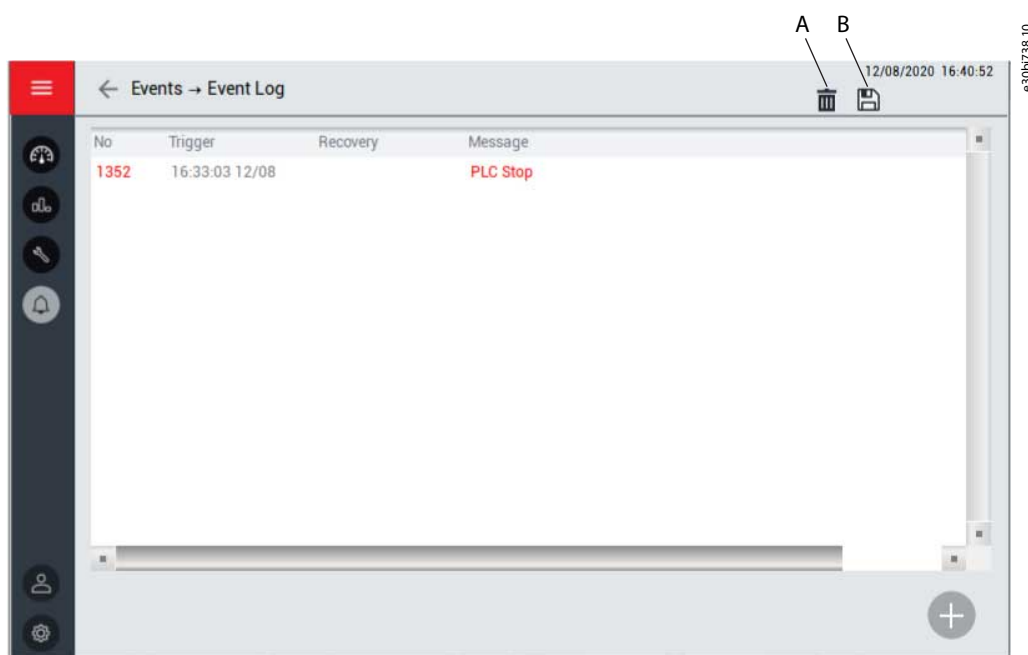 A B
e30bj738.10
12/08/2020 16:40:52
← Events → Event Log
No Trigger Recovery Message
1352 16:33:03 12/08 PLC Stop